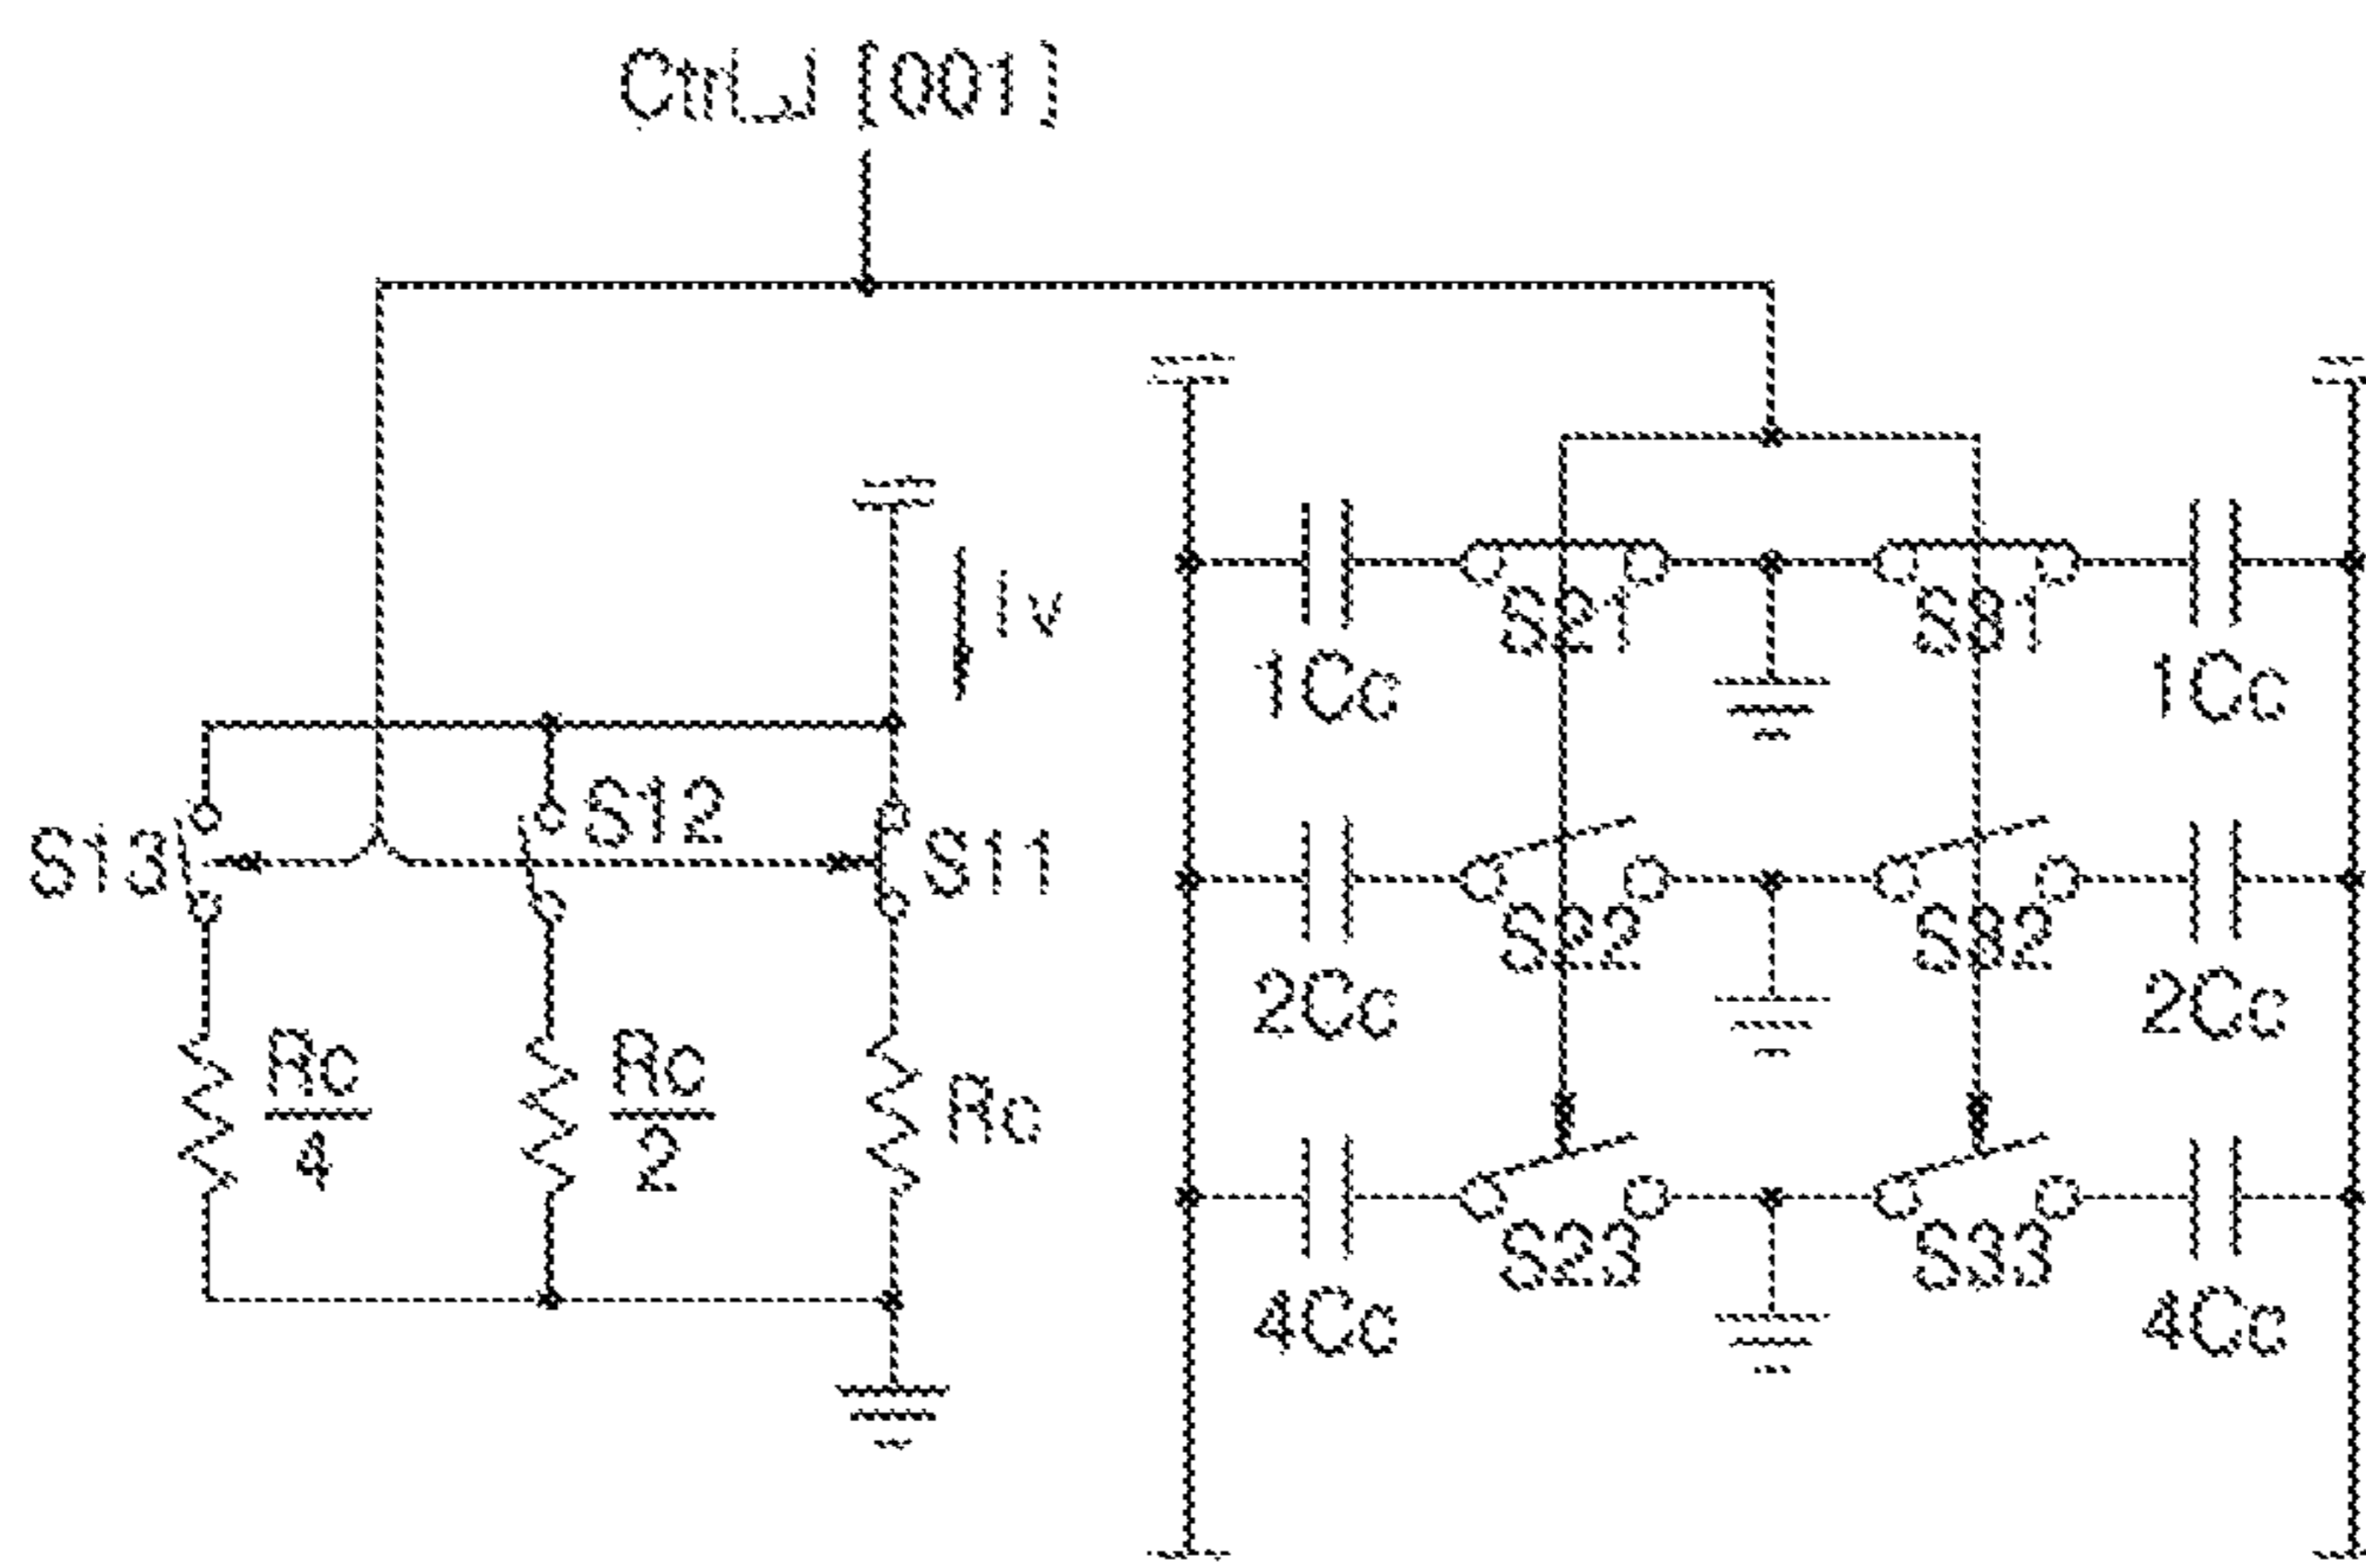 Ctrl_J [001]
Iv
S21
S31
1Cc
1Cc
S13
S12
S11
S22
S32
2Cc
2Cc
Rc
4
Rc
2
Rc
S23
S33
4Cc
4Cc